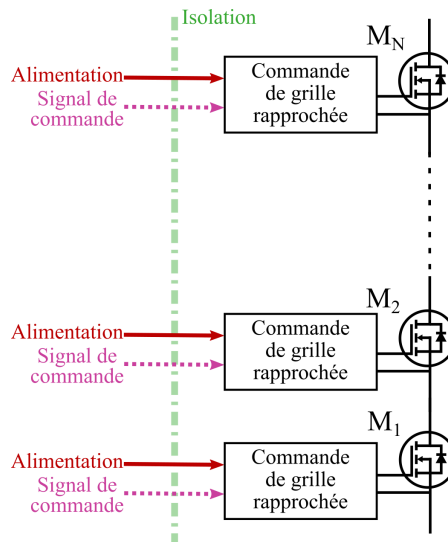 Isolation
M_N
Alimentation
Signal de
commande
Commande
de grille
rapprochée
M_2
Alimentation
Signal de
commande
Commande
de grille
rapprochée
M_1
Alimentation
Signal de
commande
Commande
de grille
rapprochée